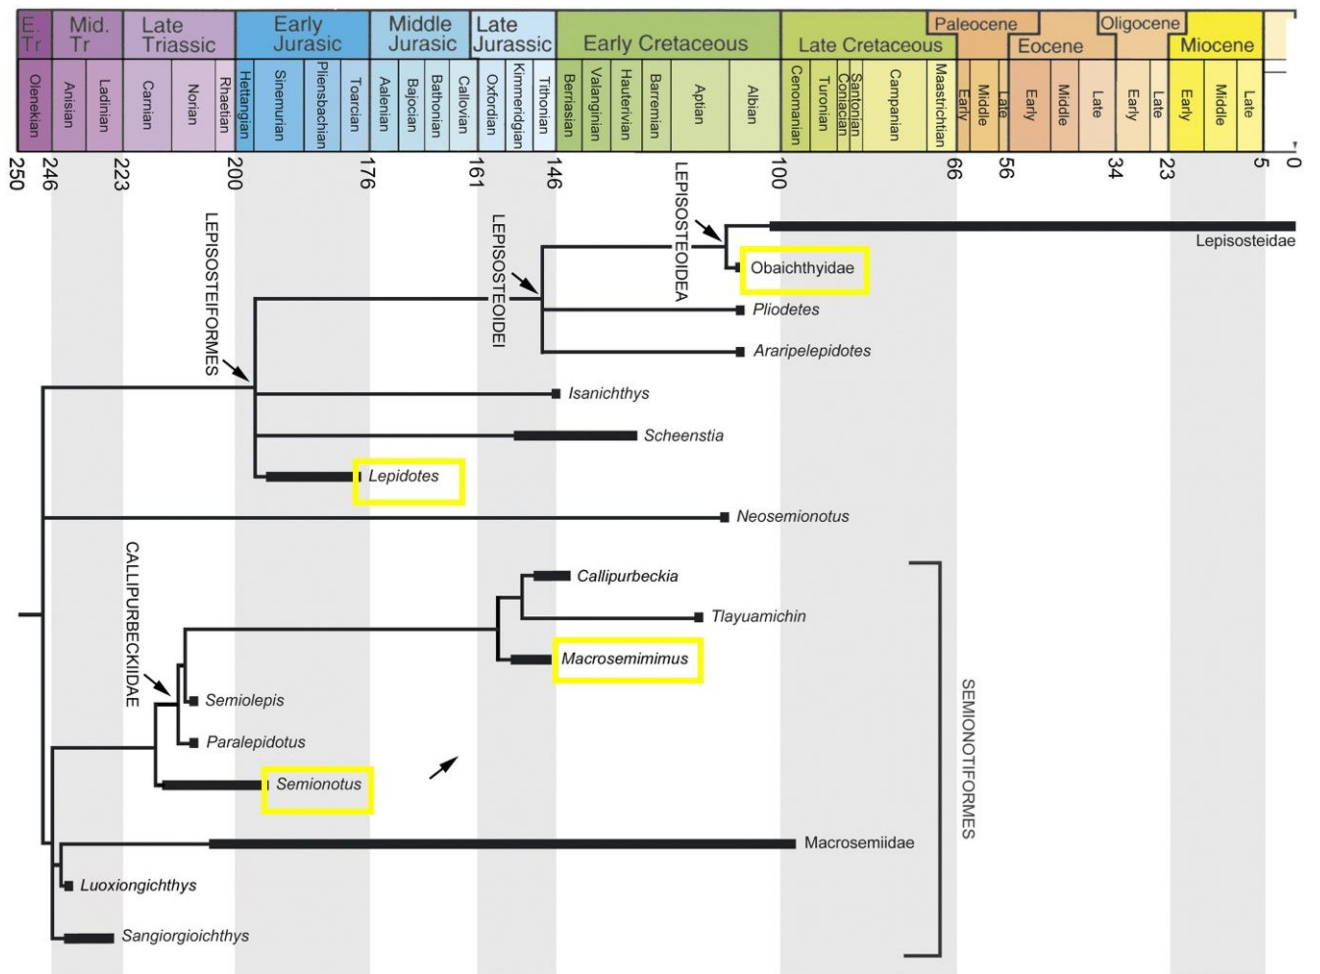 E.
Tr
Mid.
Tr
Late
Triassic
Early
Jurasic
Middle
Jurasic
Late
Jurassic
Early Cretaceous
Late Cretaceous
Paleocene
Eocene
Oligocene
Miocene
Olenekian
Anisian
Ladinian
Carnian
Norian
Rhaetian
Hettangian
Sinemurian
Pliensbachian
Toarcian
Aalenian
Bajocian
Bathonian
Callovian
Oxfordian
Kimmeridgian
Tithonian
Berriasian
Valanginian
Hauterivian
Barremian
Aptian
Albian
Cenomanian
Turonian
Coniacian
Santonian
Campanian
Maastrichtian
Early
Middle
Late
Early
Middle
Late
Early
Late
Early
Middle
Late
250
246
223
200
176
161
146
100
66
56
34
23
5
0
LEPISOSTEIFORMES
LEPISOSTEOIDEI
LEPISOSTEOIDEA
Lepisosteidae
Obaichthyidae
Pliodetes
Araripelepidotes
Isanichthys
Scheenstia
Lepidotes
Neosemionotus
CALLIPURBECKIIDAE
Callipurbeckia
Tlayuamichin
Macrosemimimus
Semiolepis
Paralepidotus
Semionotus
SEMIONOTIFORMES
Macrosemiidae
Luoxiongichthys
Sangiorgioichthys